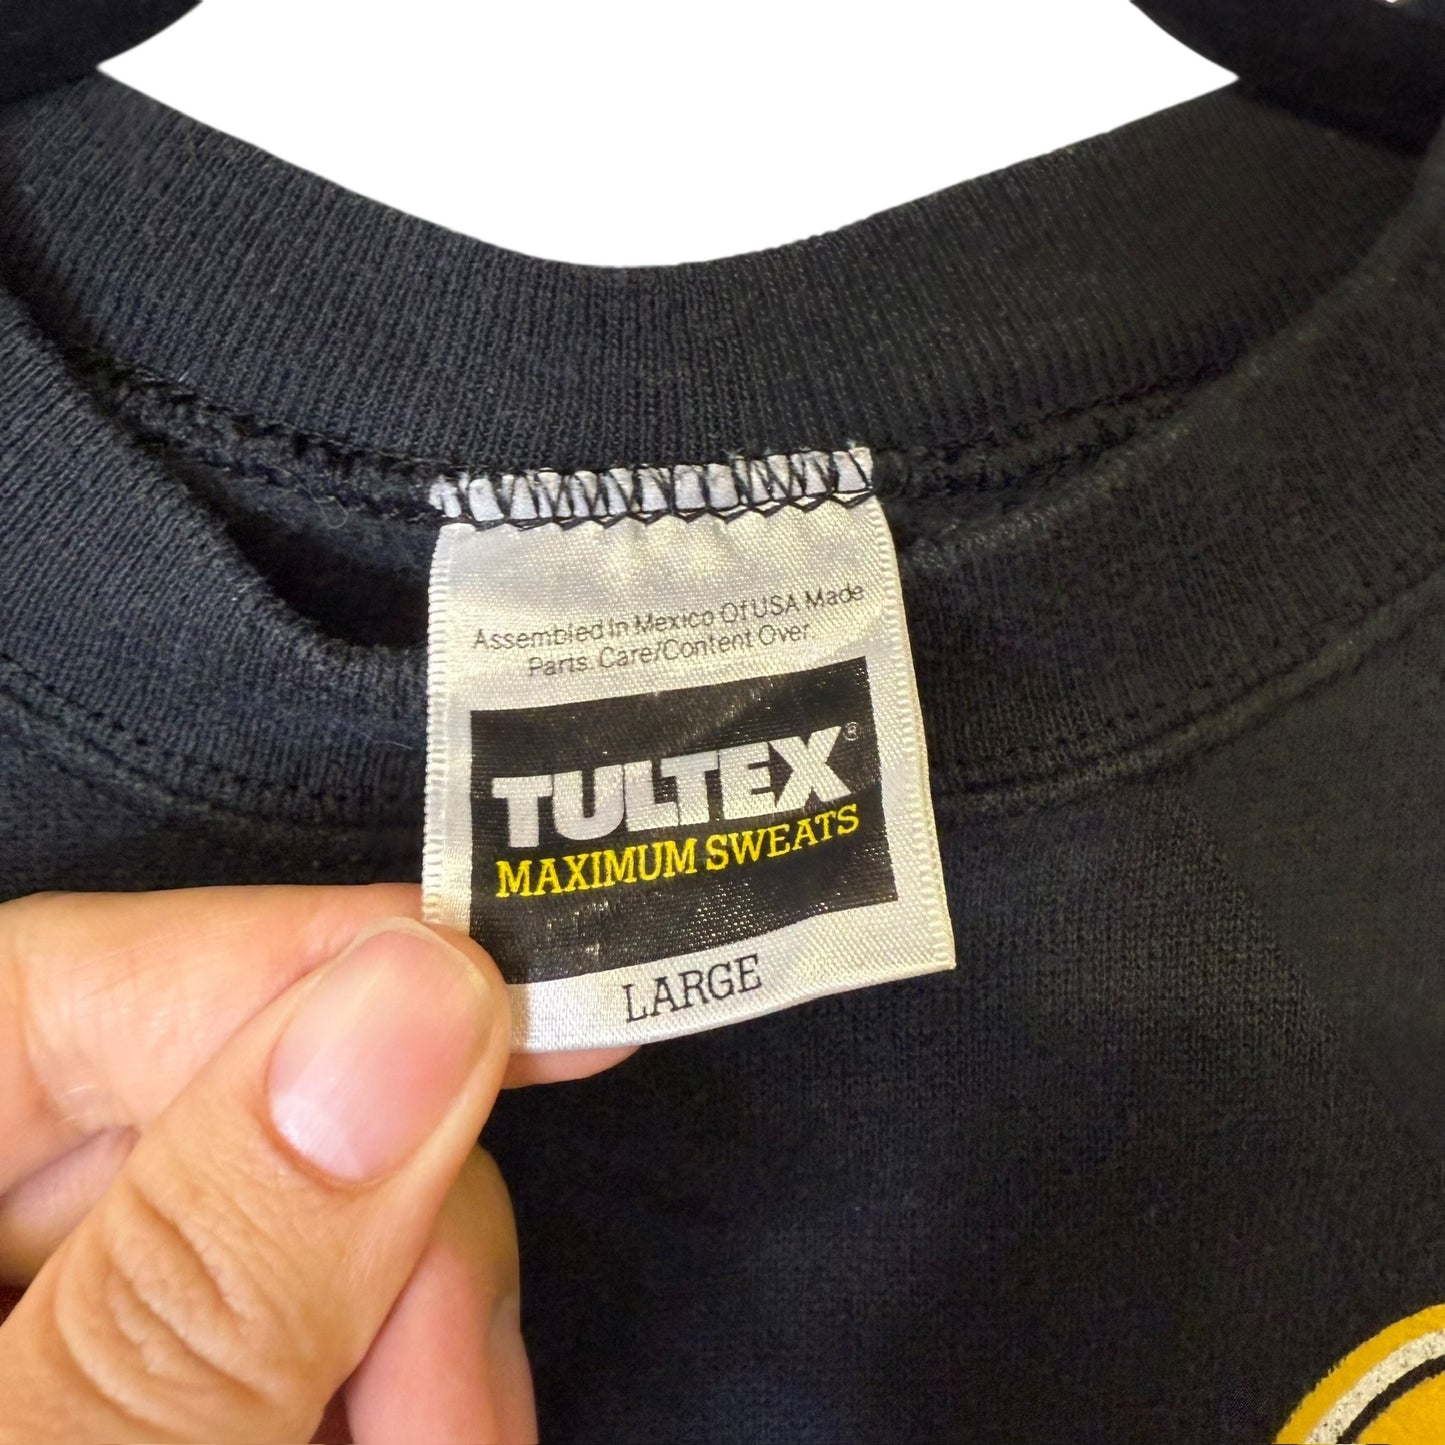 Assembled In Mexico Of USA Made
Parts. Care/Content Over.
TULTEX®
MAXIMUM SWEATS
LARGE